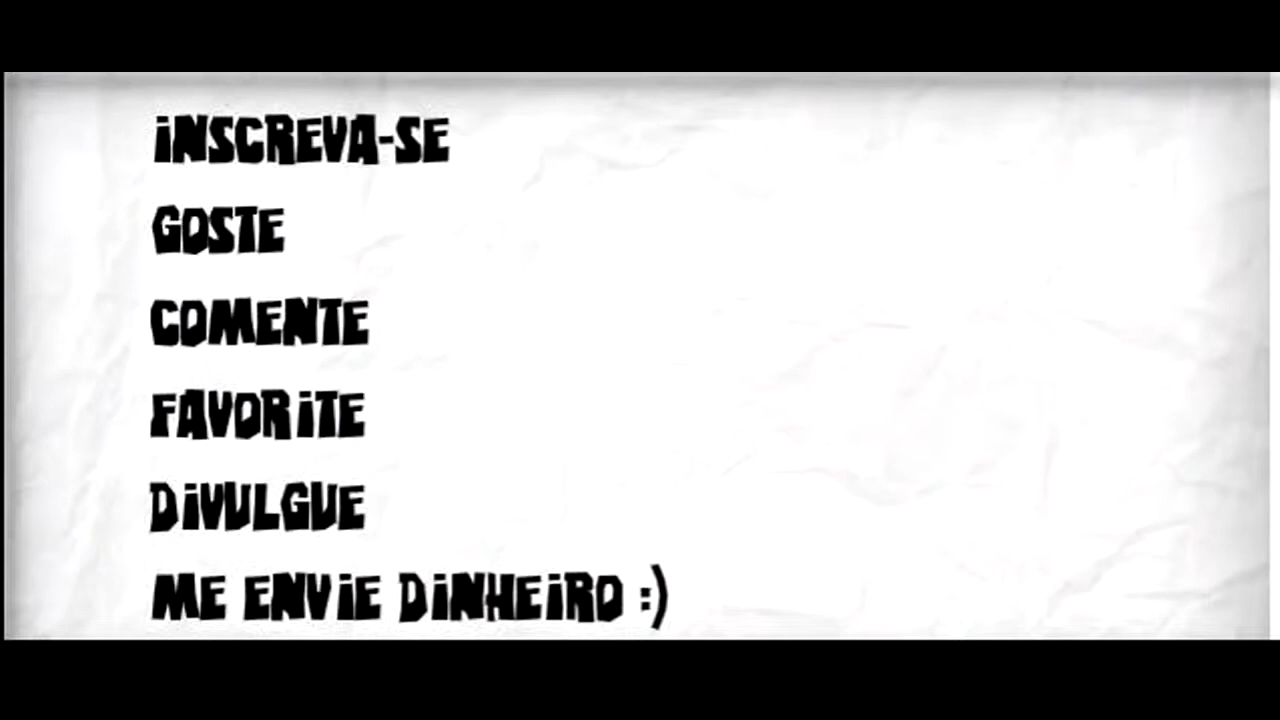 INSCREVA-SE
GOSTE
COMENTE
FAVORITE
DIVULGUE
ME ENVIE DINHEIRO :)